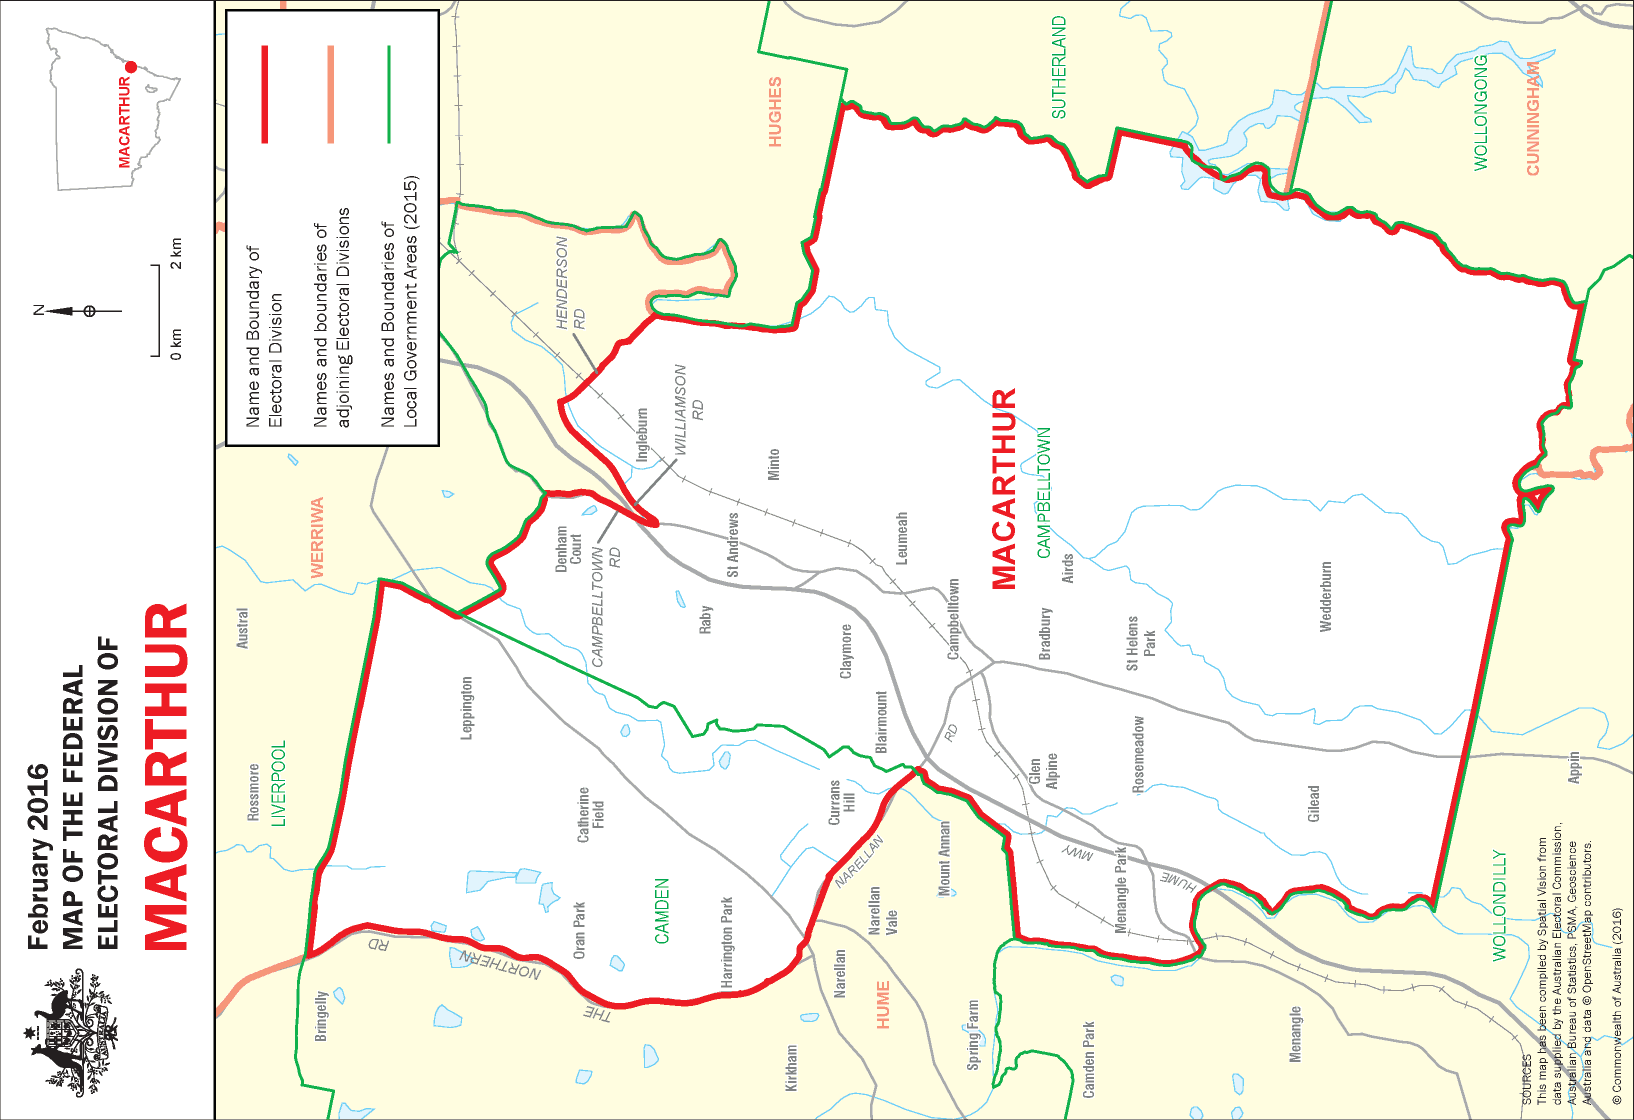 February 2016
MAP OF THE FEDERAL
ELECTORAL DIVISION OF
MACARTHUR
N
0 km
2 km
MACARTHUR
Name and Boundary of
Electoral Division
Names and boundaries of
adjoining Electoral Divisions
Names and Boundaries of
Local Government Areas (2015)
Bringelly
Rossmore
LIVERPOOL
Austral
WERRIWA
THE
NORTHERN
RD
Leppington
Oran Park
Catherine
Field
CAMDEN
Harrington Park
Denham
Court
CAMPBELLTOWN
RD
HENDERSON
RD
Ingleburn
WILLIAMSON
RD
HUGHES
Minto
St Andrews
Raby
Kirkham
Narellan
Narellan
Vale
HUME
NARELLAN
RD
Currans
Hill
Claymore
Blairmount
Leumeah
Mount Annan
Campbelltown
Spring Farm
MACARTHUR
CAMPBELLTOWN
SUTHERLAND
Airds
Bradbury
Glen
Alpine
Camden Park
HUME
MWY
Menangle Park
St Helens
Park
Rosemeadow
Menangle
Gilead
Wedderburn
WOLLONGONG
CUNNINGHAM
WOLLONDILLY
Appin
SOURCES
This map has been compiled by Spatial Vision from
data supplied by the Australian Electoral Commission,
Australian Bureau of Statistics, PSMA, Geoscience
Australia and data © OpenStreetMap contributors.
© Commonwealth of Australia (2016)